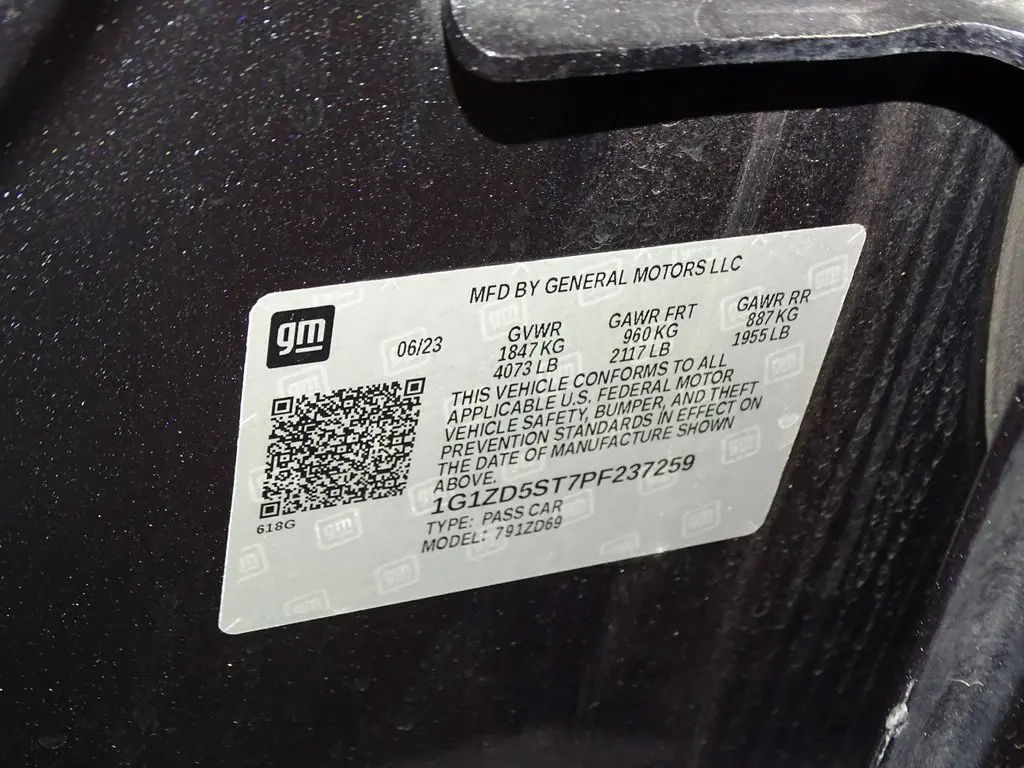 MFD BY GENERAL MOTORS LLC
gm
06/23
GVWR
1847 KG
4073 LB
GAWR FRT
960 KG
2117 LB
GAWR RR
887 KG
1955 LB
THIS VEHICLE CONFORMS TO ALL
APPLICABLE U.S. FEDERAL MOTOR
VEHICLE SAFETY, BUMPER, AND THEFT
PREVENTION STANDARDS IN EFFECT ON
THE DATE OF MANUFACTURE SHOWN
ABOVE.
1G1ZD5ST7PF237259
TYPE: PASS CAR
MODEL: 791ZD69
618G